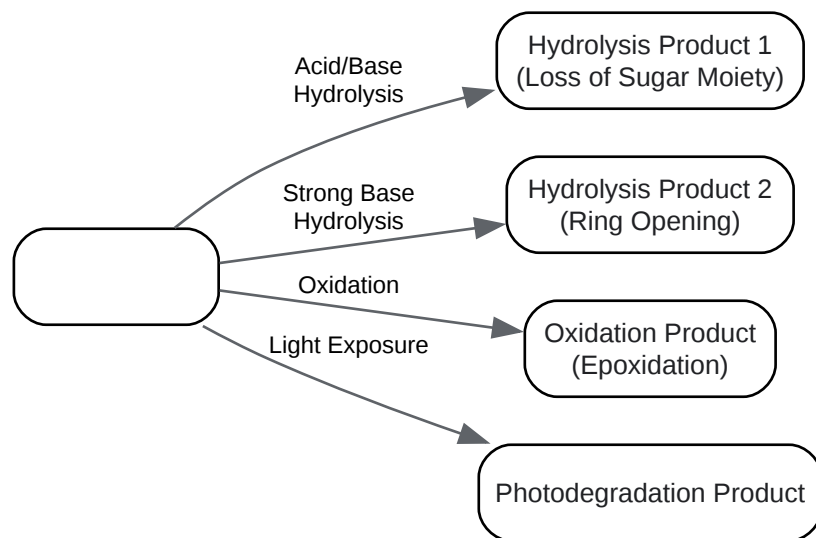 Acid/Base
Hydrolysis
Hydrolysis Product 1
(Loss of Sugar Moiety)
Strong Base
Hydrolysis
Hydrolysis Product 2
(Ring Opening)
Oxidation
Oxidation Product
(Epoxidation)
Light Exposure
Photodegradation Product